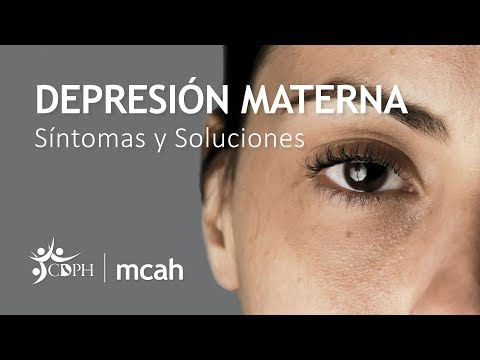 DEPRESIÓN MATERNA
Síntomas y Soluciones
CDPH | mcah